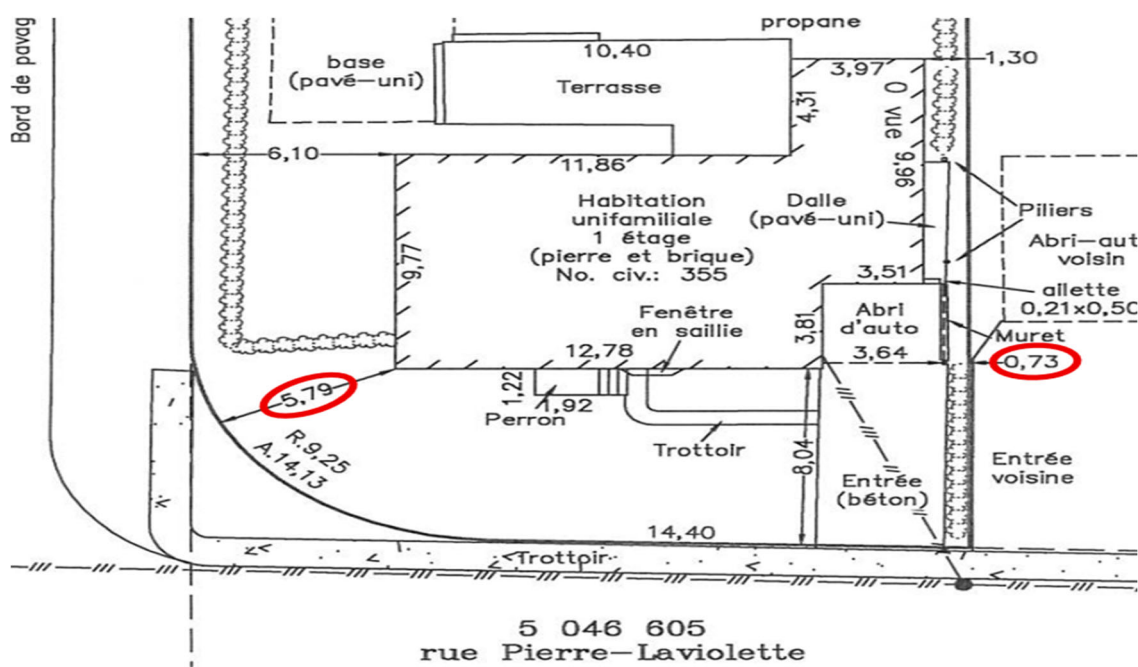 Bord de pavag
propane
base
(pavé-uni)
10,40
Terrasse
3,97
1,30
4,31
O vue
9,96
6,10
11,86
Habitation
unifamiliale
1 étage
(pierre et brique)
No. civ.: 355
Dalle
(pavé-uni)
Piliers
Abri-aut
voisin
9,77
3,51
allette
0,21x0,50
Fenêtre
en saillie
3,81
Abri
d'auto
Muret
12,78
3,64
0,73
5,79
1,22
1,92
Perron
R.9,25
A.14,13
Trottoir
8,04
Entrée
(béton)
Entrée
voisine
14,40
Trottoir
5 046 605
rue Pierre-Laviolette